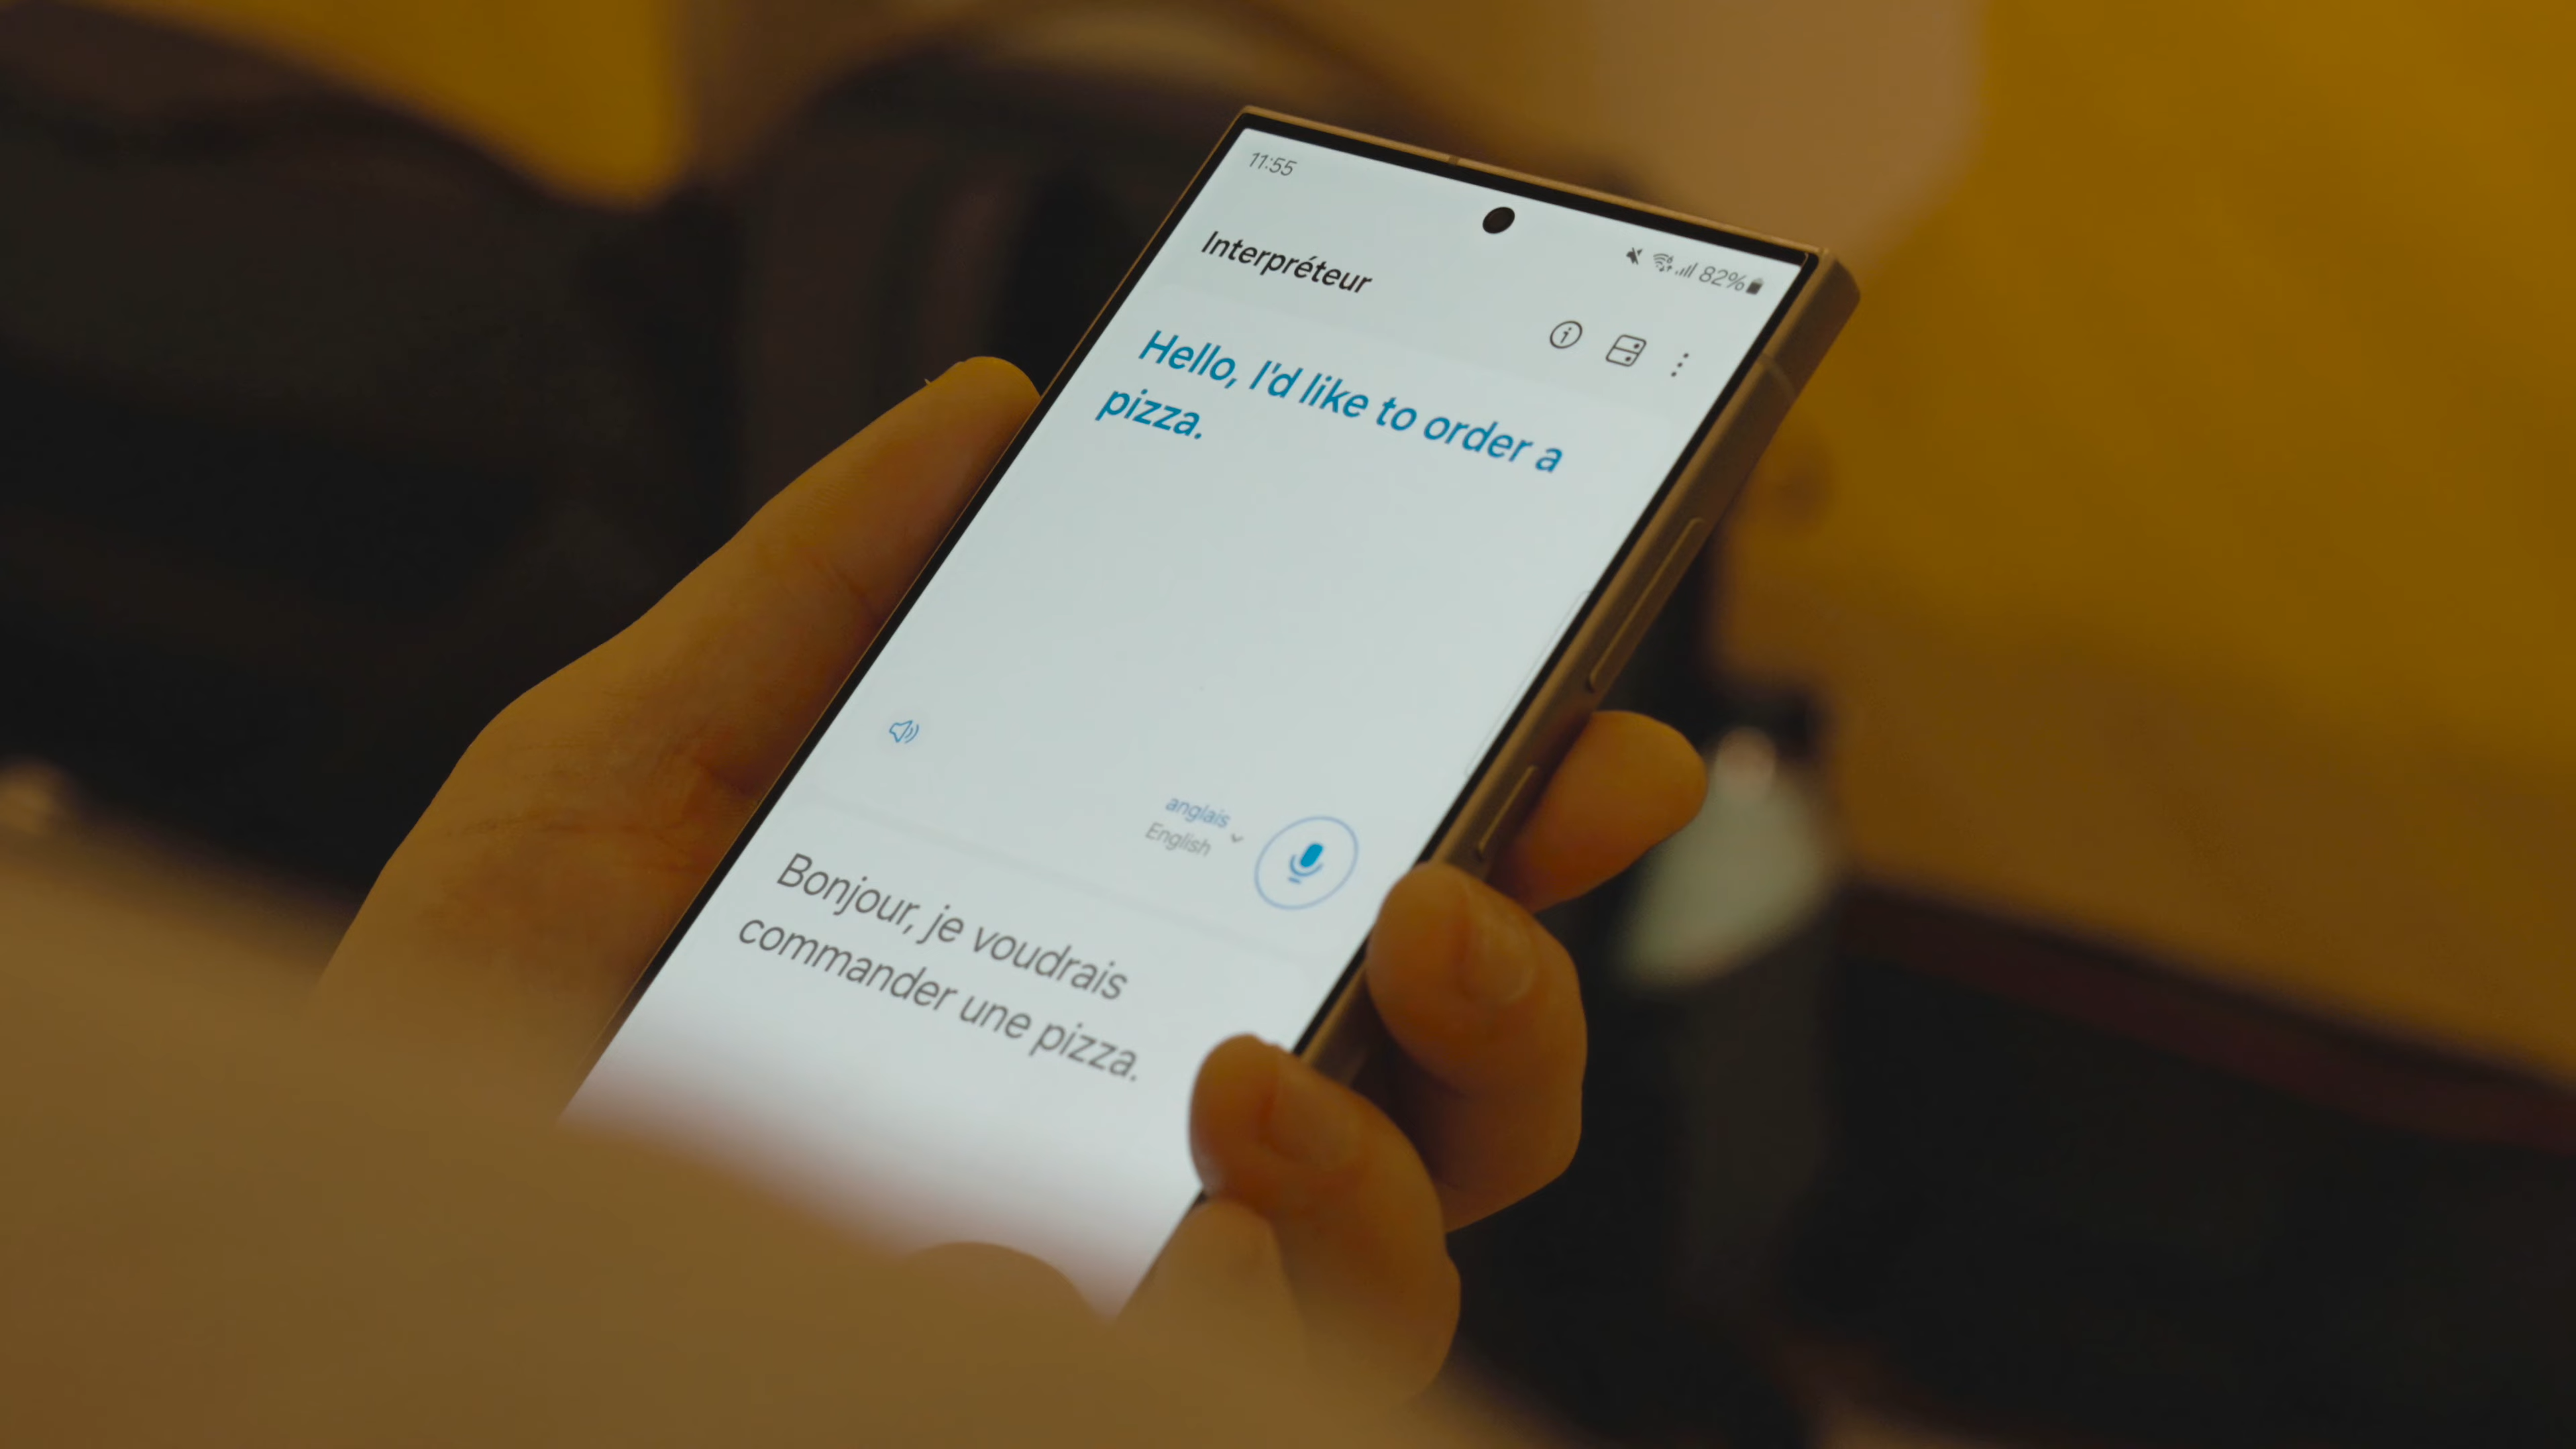 11:55
82%
Interpréteur
Hello, I'd like to order a
pizza.
anglais
English
Bonjour, je voudrais
commander une pizza.